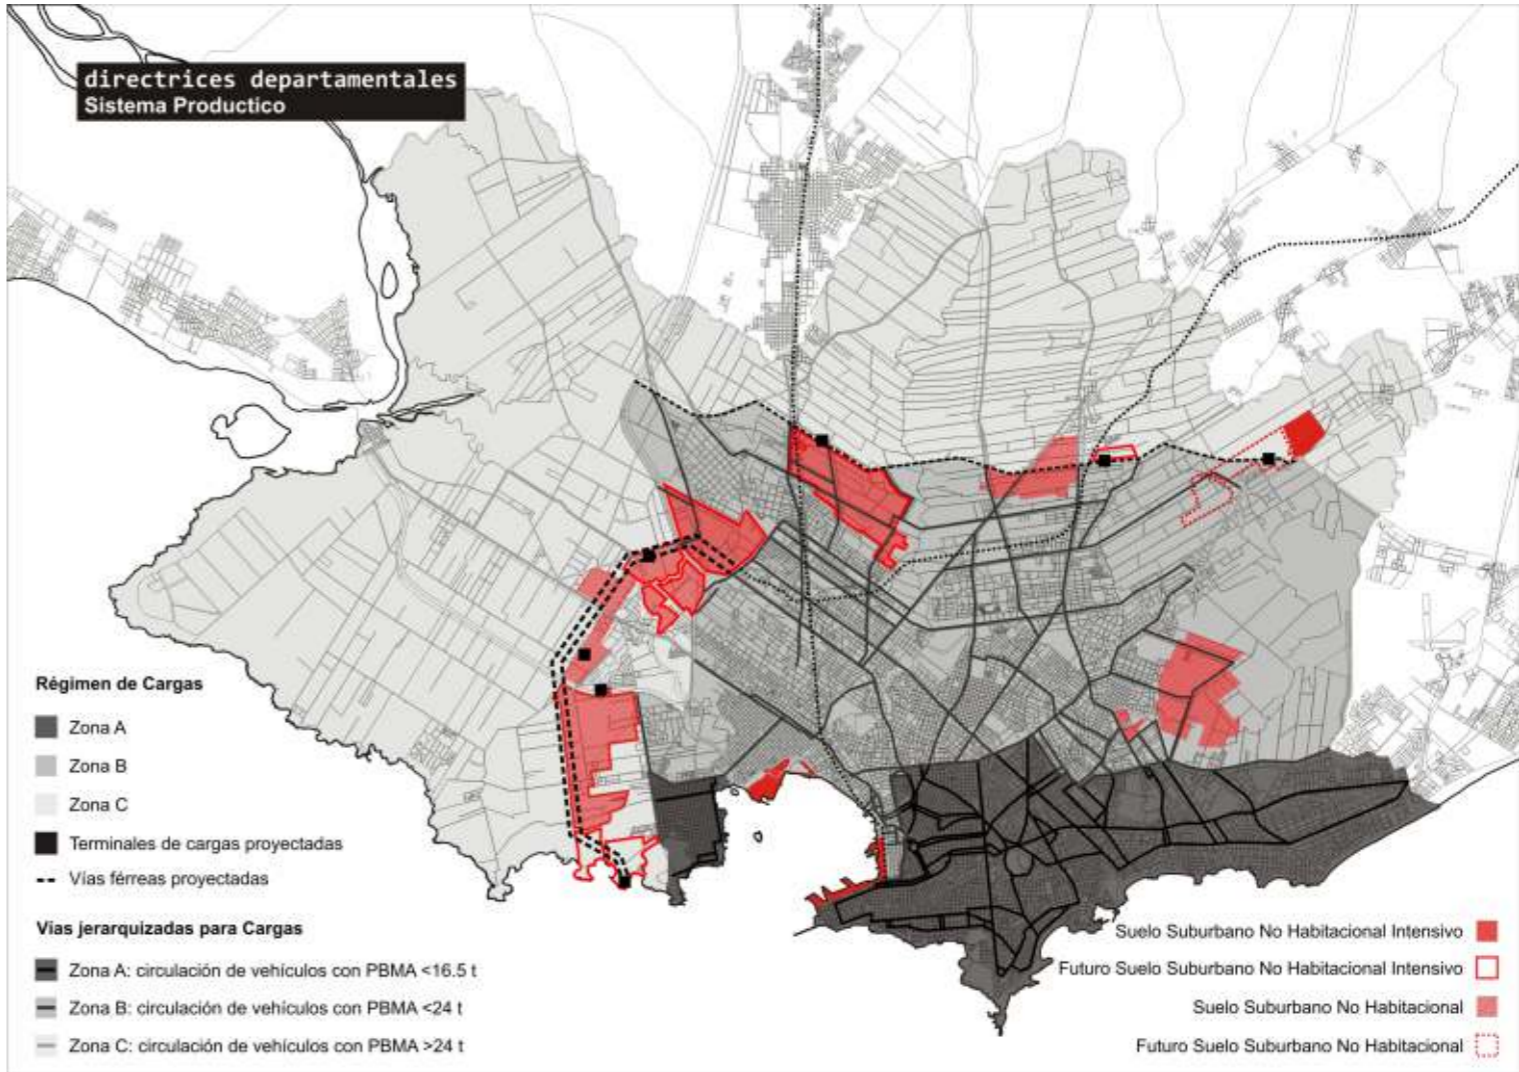 directrices departamentales
Sistema Productico
Régimen de Cargas
Zona A
Zona B
Zona C
Terminales de cargas proyectadas
Vías férreas proyectadas
Vías jerarquizadas para Cargas
Zona A: circulación de vehículos con PBMA <16.5 t
Zona B: circulación de vehículos con PBMA <24 t
Zona C: circulación de vehículos con PBMA >24 t
Suelo Suburbano No Habitacional Intensivo
Futuro Suelo Suburbano No Habitacional Intensivo
Suelo Suburbano No Habitacional
Futuro Suelo Suburbano No Habitacional